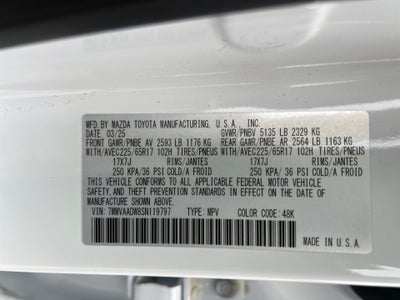 MFD. BY MAZDA TOYOTA MANUFACTURING, U.S.A., INC.
DATE: 03/25 GVWR/PNBV 5135 LB 2329 KG
FRONT GAWR/PNBE AV 2593 LB 1176 KG REAR GAWR/PNBE AR 2564 LB 1163 KG
WITH/AVEC225/65R17 102H TIRES/PNEUS WITH/AVEC225/65R17 102H TIRES/PNEUS
17X7J RIMS/JANTES 17X7J RIMS/JANTES
250 KPA/36 PSI COLD/A FROID 250 KPA/ 36 PSI COLD/A FROID
THIS VEHICLE CONFORMS TO ALL APPLICABLE FEDERAL MOTOR VEHICLE
SAFETY, BUMPER, AND THEFT PREVENTION STANDARDS IN EFFECT ON THE DATE
OF MANUFACTURE SHOWN ABOVE.
VIN: 7MMVAADW8SN119797 TYPE: MPV COLOR CODE: 48K
MADE IN U.S.A.